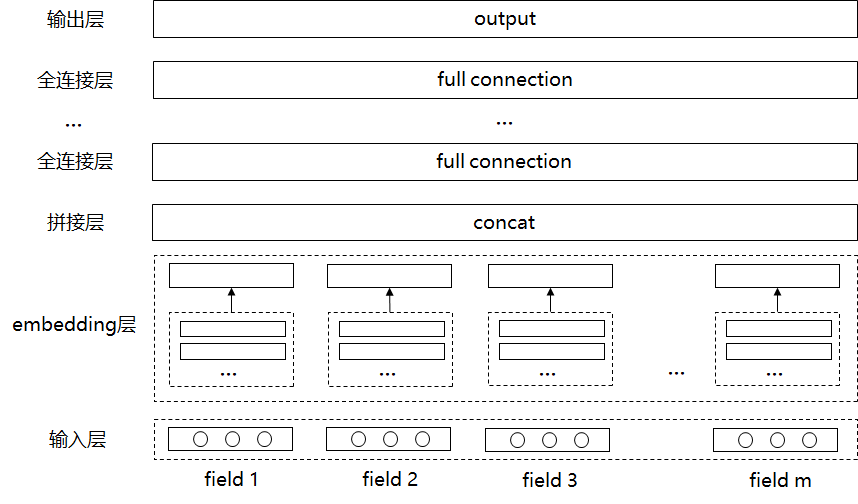 输出层 output
全连接层 full connection
... ...
全连接层 full connection
拼接层 concat
embedding层
... ... ... ... ...
输入层
field 1 field 2 field 3 field m